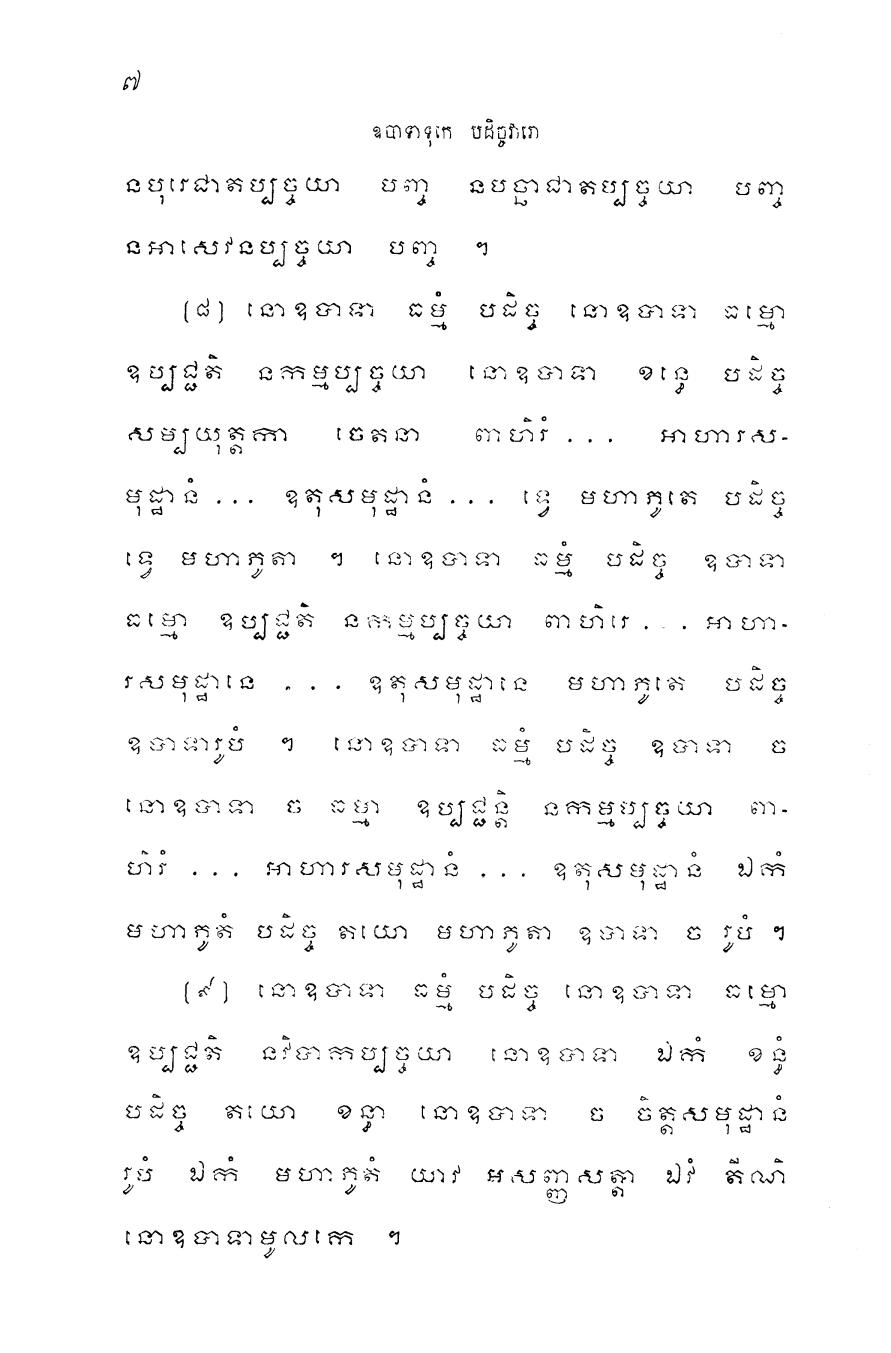 ៧
ឧបាទាទុកេ បដិច្ចវារោ
នបុរេជាតប្បច្ចយា បញ្ច នបច្ឆាជាតប្បច្ចយា បញ្ច
នអាសេវនប្បច្ចយា បញ្ច ។
(៨) នោឧបាទា ធម្មំ បដិច្ច នោឧបាទា ធម្មោ
ឧប្បជ្ជតិ នកម្មប្បច្ចយា នោឧបាទា ខន្ធេ បដិច្ច
សម្បយុត្តកា ចេតនា ពាហិរំ ... អាហារស-
មុដ្ឋានំ ... ឧតុសមុដ្ឋានំ ... ទ្វេ មហាភូតេ បដិច្ច
ទ្វេ មហាភូតា ។ នោឧបាទា ធម្មំ បដិច្ច ឧបាទា
ធម្មោ ឧប្បជ្ជតិ នកម្មប្បច្ចយា ពាហិរេ ... អាហា-
រសមុដ្ឋានេ ... ឧតុសមុដ្ឋានេ មហាភូតេ បដិច្ច
ឧបាទារូបំ ។ នោឧបាទា ធម្មំ បដិច្ច ឧបាទា ច
នោឧបាទា ច ធម្មា ឧប្បជ្ជន្តិ នកម្មប្បច្ចយា ពា-
ហិរំ ... អាហារសមុដ្ឋានំ ... ឧតុសមុដ្ឋានំ ឯកំ
មហាភូតំ បដិច្ច តយោ មហាភូតា ឧបាទា ច រូបំ ។
(៩) នោឧបាទា ធម្មំ បដិច្ច នោឧបាទា ធម្មោ
ឧប្បជ្ជតិ នវិបាកប្បច្ចយា នោឧបាទា ឯកំ ខន្ធំ
បដិច្ច តយោ ខន្ធា នោឧបាទា ច ចិត្តសមុដ្ឋានំ
រូបំ ឯកំ មហាភូតំ យាវ អសញ្ញសត្តា ឯវំ តីណិ
នោឧបាទាមូលកេ ។